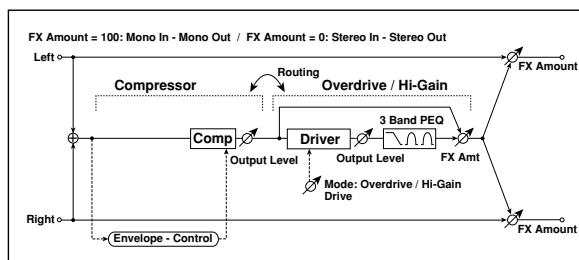 FX Amount = 100: Mono In - Mono Out / FX Amount = 0: Stereo In - Stereo Out
Left
FX Amount
Routing
Compressor
Overdrive / Hi-Gain
3 Band PEQ
Comp
Driver
Output Level
Output Level
FX Amt
Mode: Overdrive / Hi-Gain
Drive
Right
FX Amount
Envelope - Control